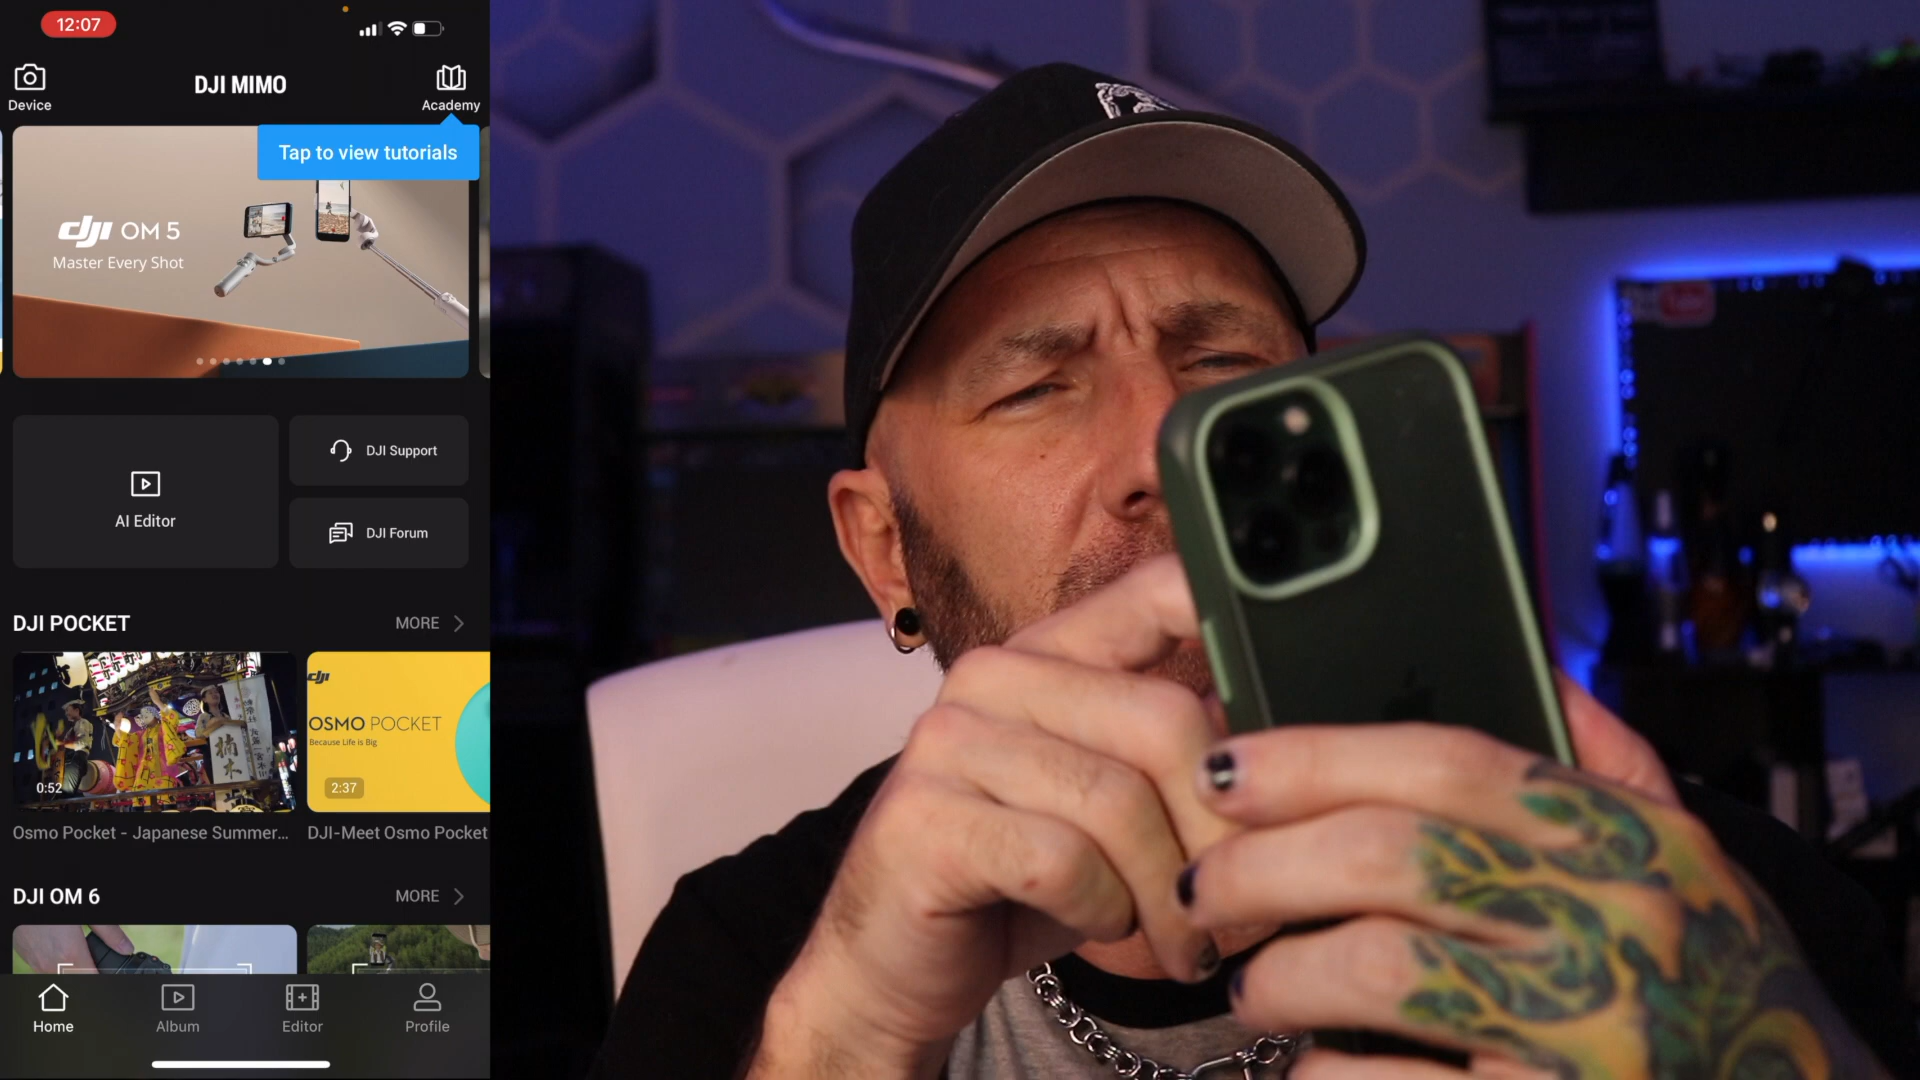 12:07
DJI MIMO
Device
Academy
Tap to view tutorials
dji OM 5
Master Every Shot
AI Editor
DJI Support
DJI Forum
DJI POCKET
MORE
0:52
dji
OSMO POCKET
Because Life is Big
2:37
Osmo Pocket - Japanese Summer...
DJI-Meet Osmo Pocket
DJI OM 6
MORE
Home
Album
Editor
Profile